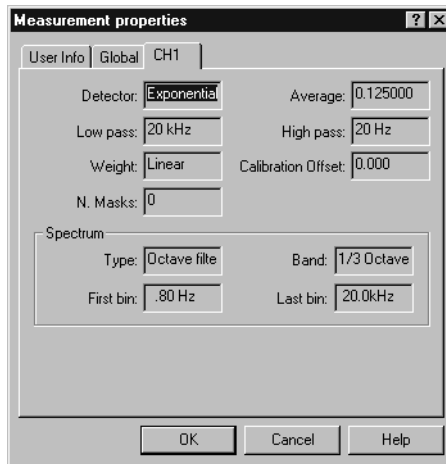 Measurement properties
User Info Global CH1
Detector: Exponential Average: 0.125000
Low pass: 20 kHz High pass: 20 Hz
Weight: Linear Calibration Offset: 0.000
N. Masks: 0
Spectrum
Type: Octave filte Band: 1/3 Octave
First bin: .80 Hz Last bin: 20.0kHz
OK Cancel Help